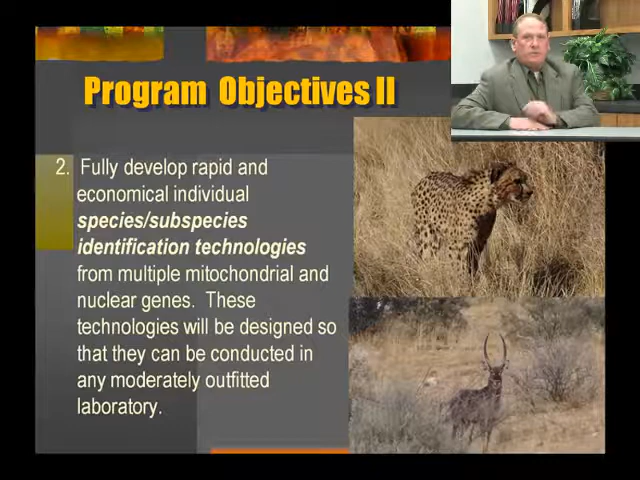 Program Objectives II
2. Fully develop rapid and
economical individual
species/subspecies
identification technologies
from multiple mitochondrial and
nuclear genes. These
technologies will be designed so
that they can be conducted in
any moderately outfitted
laboratory.